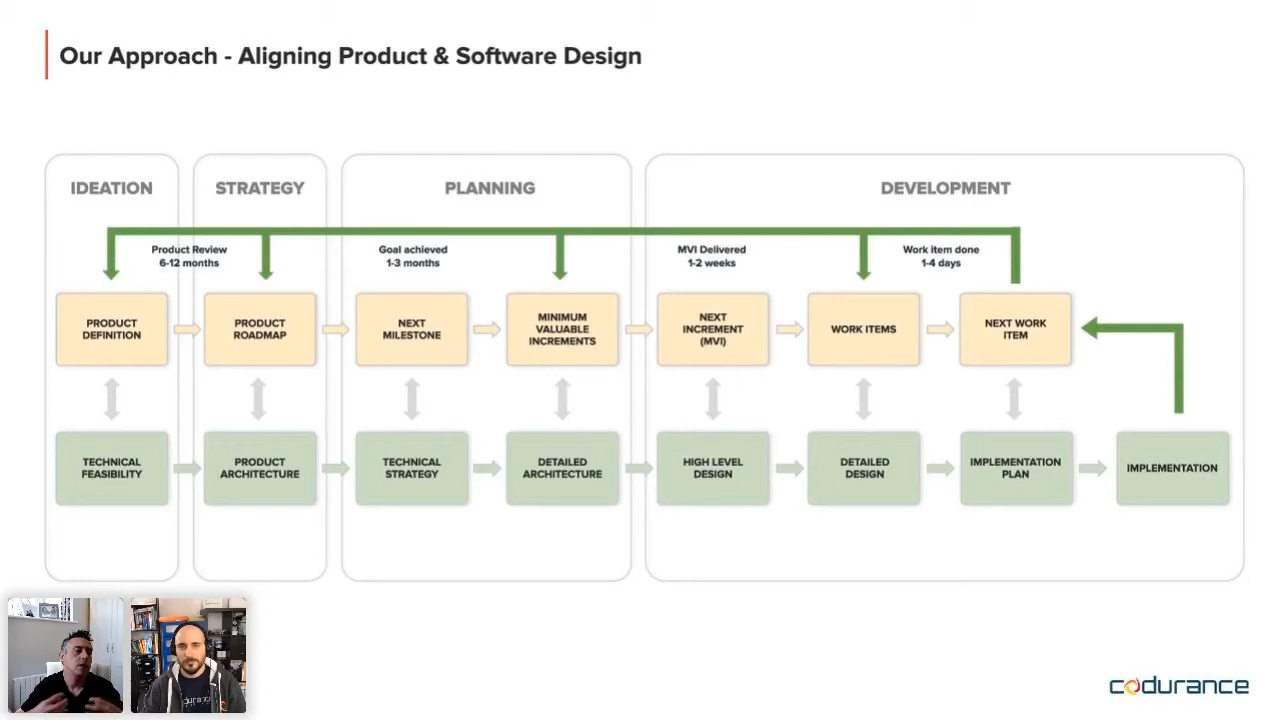 Our Approach - Aligning Product & Software Design
IDEATION
STRATEGY
PLANNING
DEVELOPMENT
Product Review
6-12 months
Goal achieved
1-3 months
MVI Delivered
1-2 weeks
Work item done
1-4 days
PRODUCT
DEFINITION
PRODUCT
ROADMAP
NEXT
MILESTONE
MINIMUM
VALUABLE
INCREMENTS
NEXT
INCREMENT
(MVI)
WORK ITEMS
NEXT WORK
ITEM
TECHNICAL
FEASIBILITY
PRODUCT
ARCHITECTURE
TECHNICAL
STRATEGY
DETAILED
ARCHITECTURE
HIGH LEVEL
DESIGN
DETAILED
DESIGN
IMPLEMENTATION
PLAN
IMPLEMENTATION
codurance